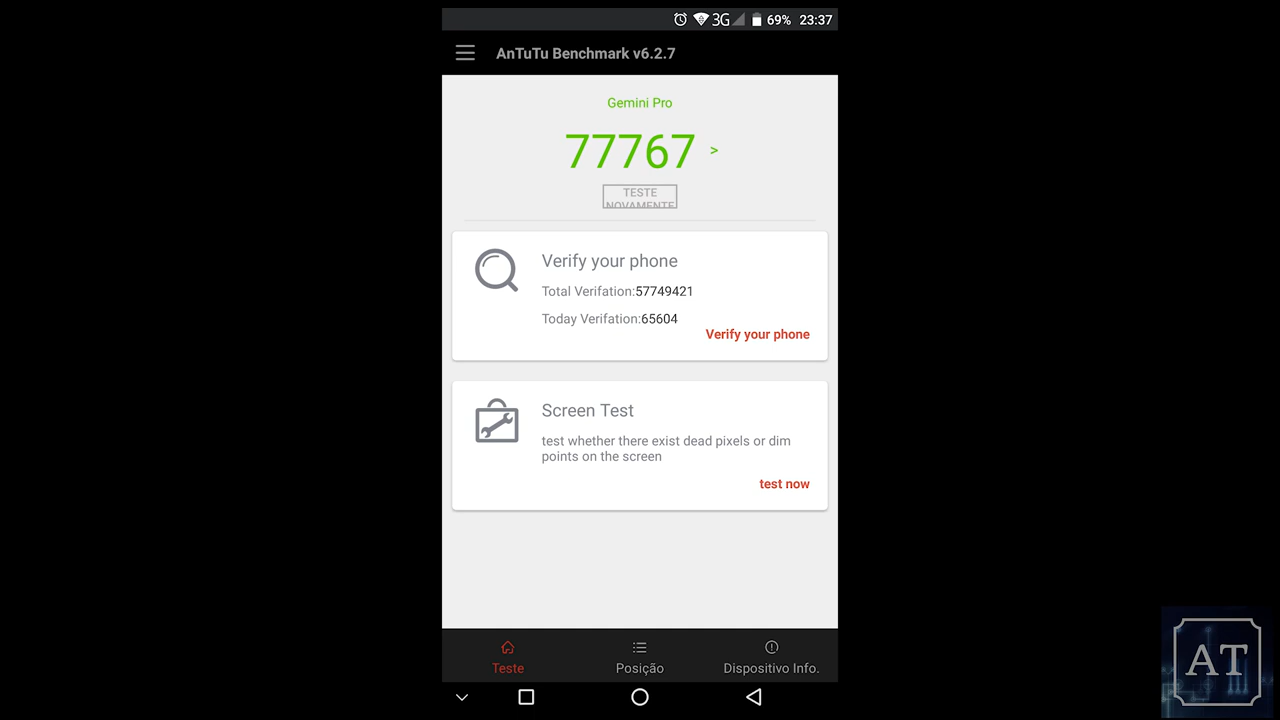 3G 69% 23:37
AnTuTu Benchmark v6.2.7
Gemini Pro
77767 >
TESTE
NOVAMENTE
Verify your phone
Total Verifation:57749421
Today Verifation:65604
Verify your phone
Screen Test
test whether there exist dead pixels or dim
points on the screen
test now
Teste Posição Dispositivo Info.
AT